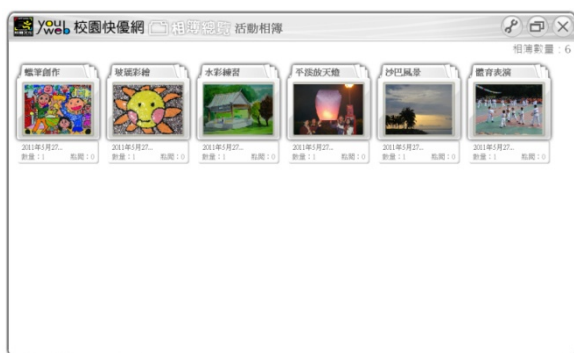 youweb 校園快優網 相簿總覽 活動相簿
相簿數量：6
蠟筆創作
玻璃彩繪
水彩練習
平溪放天燈
沙巴風景
體育表演
2011年5月27...
數量：1 點閱：0
2011年5月27...
數量：1 點閱：0
2011年5月27...
數量：1 點閱：0
2011年5月27...
數量：1 點閱：0
2011年5月27...
數量：1 點閱：0
2011年5月27...
數量：1 點閱：0